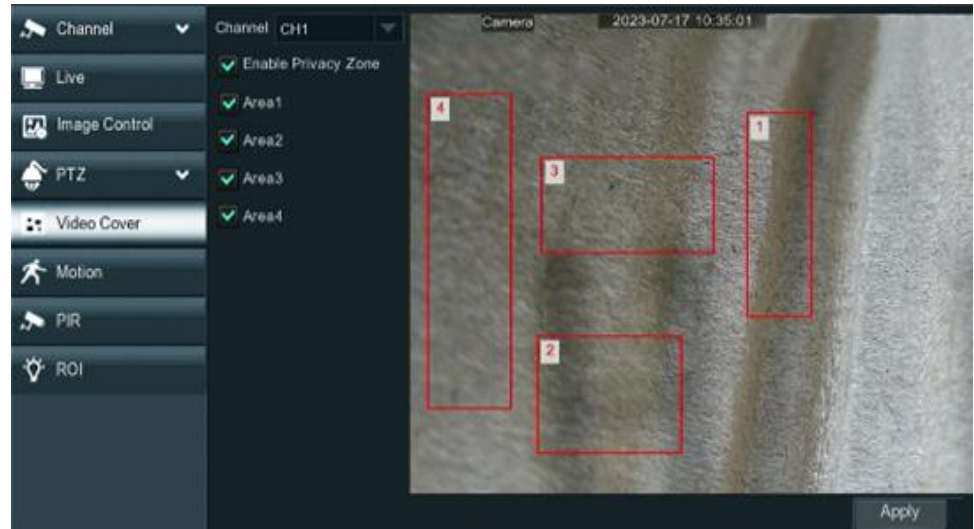 Channel
Live
Image Control
PTZ
Video Cover
Motion
PIR
ROI
Channel CH1
Enable Privacy Zone
Area1
Area2
Area3
Area4
Camera 2023-07-17 10:35:01
4
1
3
2
Apply